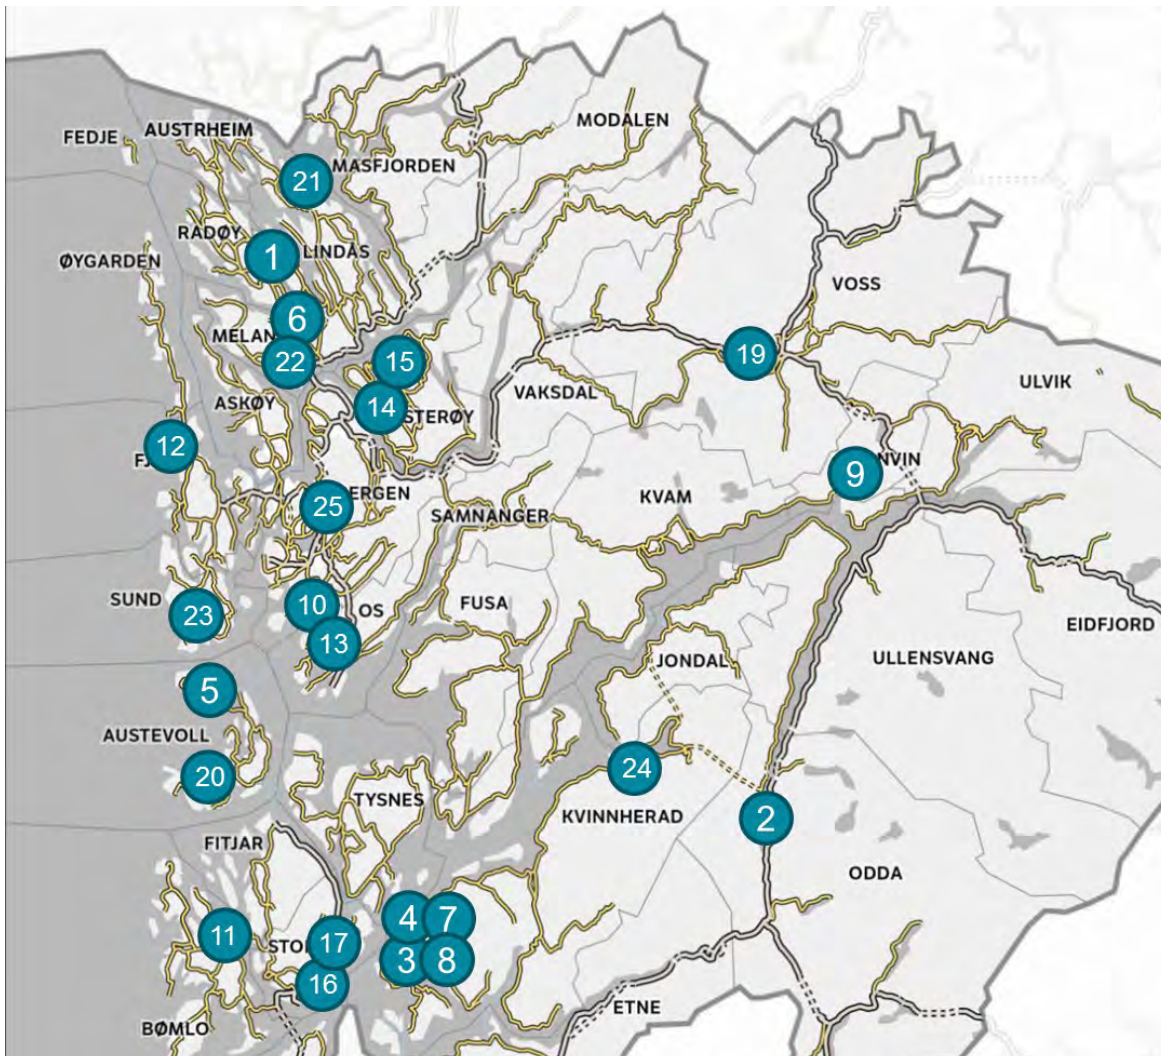 MODALEN
FEDJE
AUSTRHEIM
MASFJORDEN
21
RADØY
1
LINDÅS
ØYGARDEN
VOSS
6
MELAN
22
15
19
ULVIK
VAKSDAL
ASKØY
14
STERØY
12
FJ
9
NVIN
KVAM
25
ERGEN
SAMNANGER
SUND
23
10
OS
FUSA
EIDFJORD
13
ULLENSVANG
JONDAL
5
AUSTEVOLL
20
24
TYSNES
KVINNHERAD
2
FITJAR
ODDA
4
7
11
STO
17
3
8
16
ETNE
BØMLO